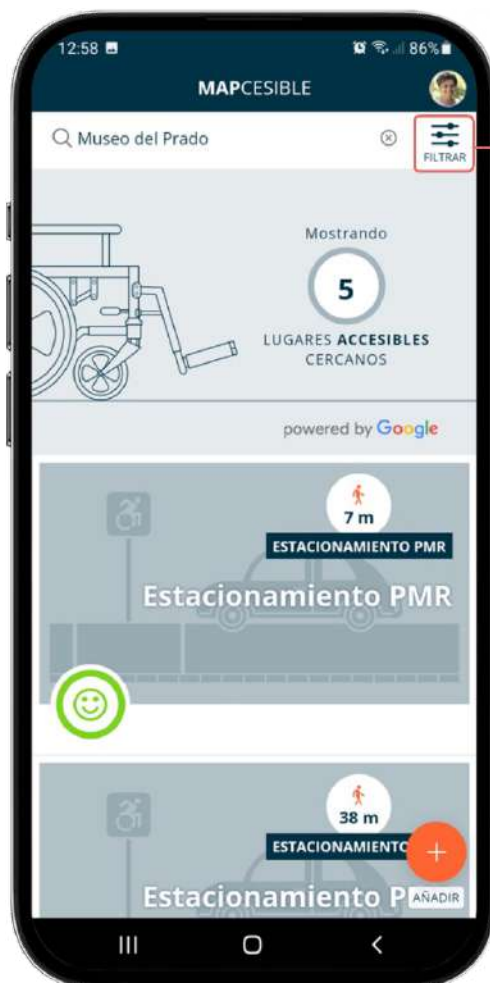 12:58
86%
MAPCESIBLE
Museo del Prado
FILTRAR
Mostrando
5
LUGARES ACCESIBLES
CERCANOS
powered by Google
7 m
ESTACIONAMIENTO PMR
Estacionamiento PMR
38 m
ESTACIONAMIENTO
Estacionamiento P
AÑADIR